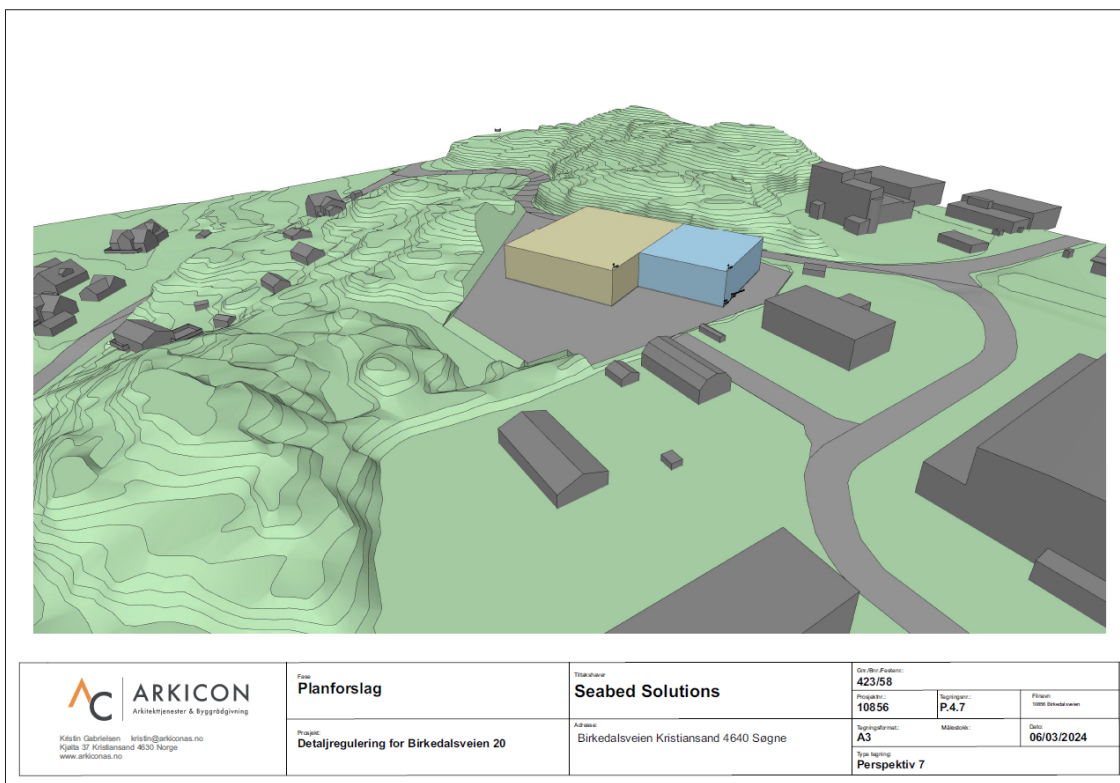 ARKICON
Arkitekttjenester & Byggrådgivning
Kristin Gabrielsen kristin@arkiconas.no
Kjøita 37 Kristiansand 4630 Norge
www.arkiconas.no
Fase
Planforslag
Prosjekt:
Detaljregulering for Birkedalsveien 20
Tiltakshaver
Seabed Solutions
Adresse:
Birkedalsveien Kristiansand 4640 Søgne
Gnr./Bnr./Festenr.:
423/58
Prosjektnr.:
10856
Tegningsnr.:
P.4.7
Filnavn
10856 Birkedalsveien
Tegningsformat.:
A3
Målestokk:
Dato:
06/03/2024
Type tegning:
Perspektiv 7